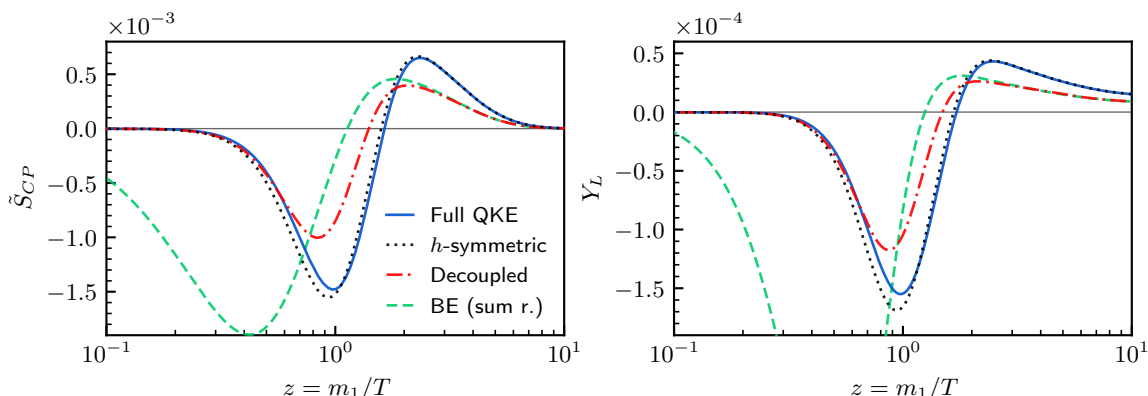 ×10⁻³
0.5
0.0
−0.5
−1.0
−1.5
S̃_CP
Full QKE
h-symmetric
Decoupled
BE (sum r.)
10⁻¹ 10⁰ 10¹
z = m₁/T
×10⁻⁴
0.5
0.0
−0.5
−1.0
−1.5
Y_L
10⁻¹ 10⁰ 10¹
z = m₁/T